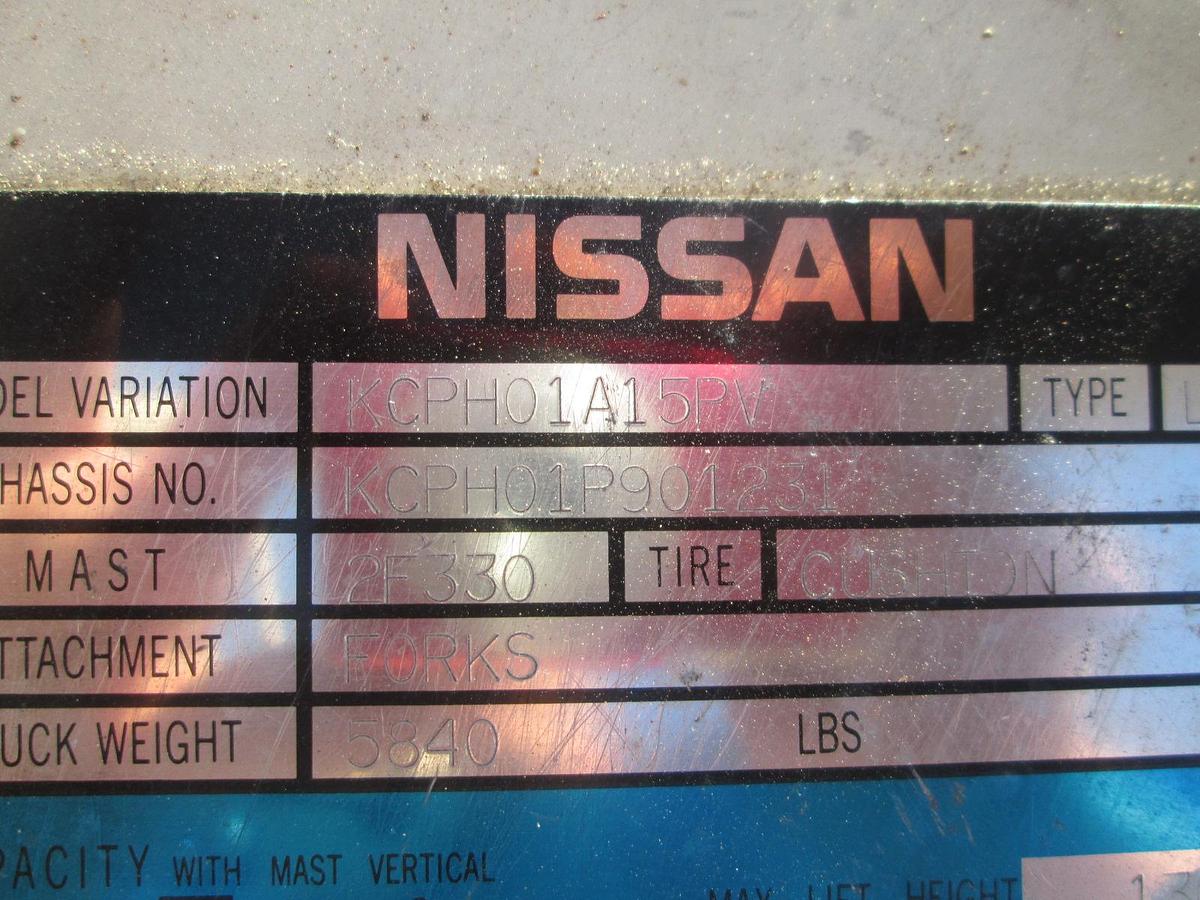 NISSAN
DEL VARIATION KCPH01A15PV TYPE L
HASSIS NO. KCPH01P901231
MAST 2F330 TIRE CUSHION
TTACHMENT FORKS
UCK WEIGHT 5840 LBS
PACITY WITH MAST VERTICAL
MAX LIFT HEIGHT 13